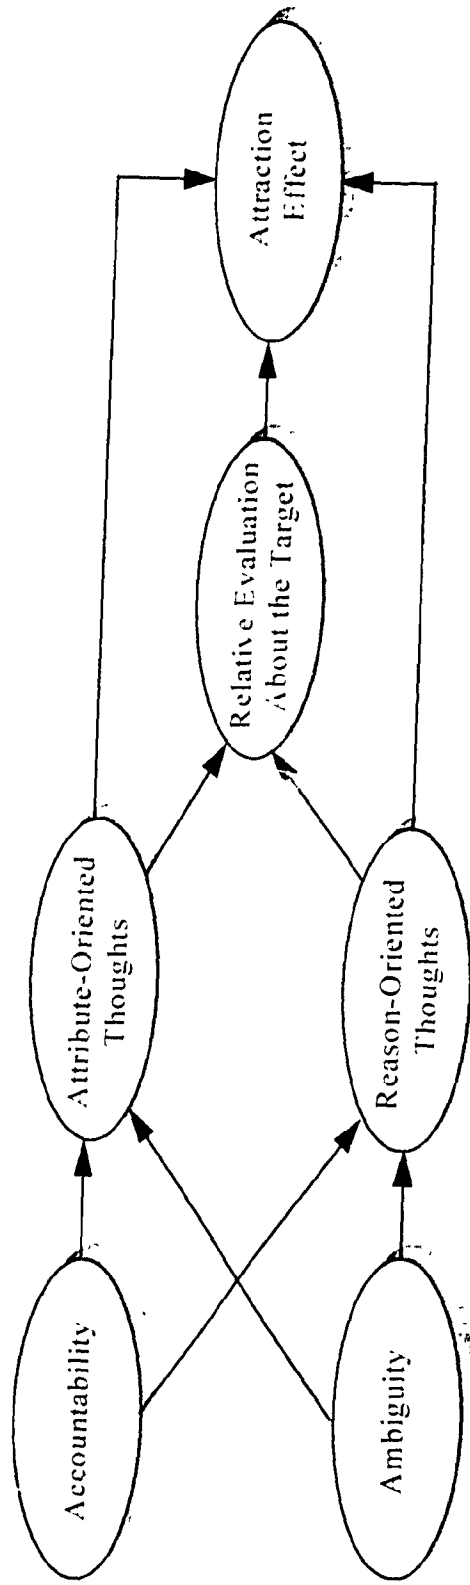 Accountability
Ambiguity
Attribute-Oriented
Thoughts
Reason-Oriented
Thoughts
Relative Evaluation
About the Target
Attraction
Effect